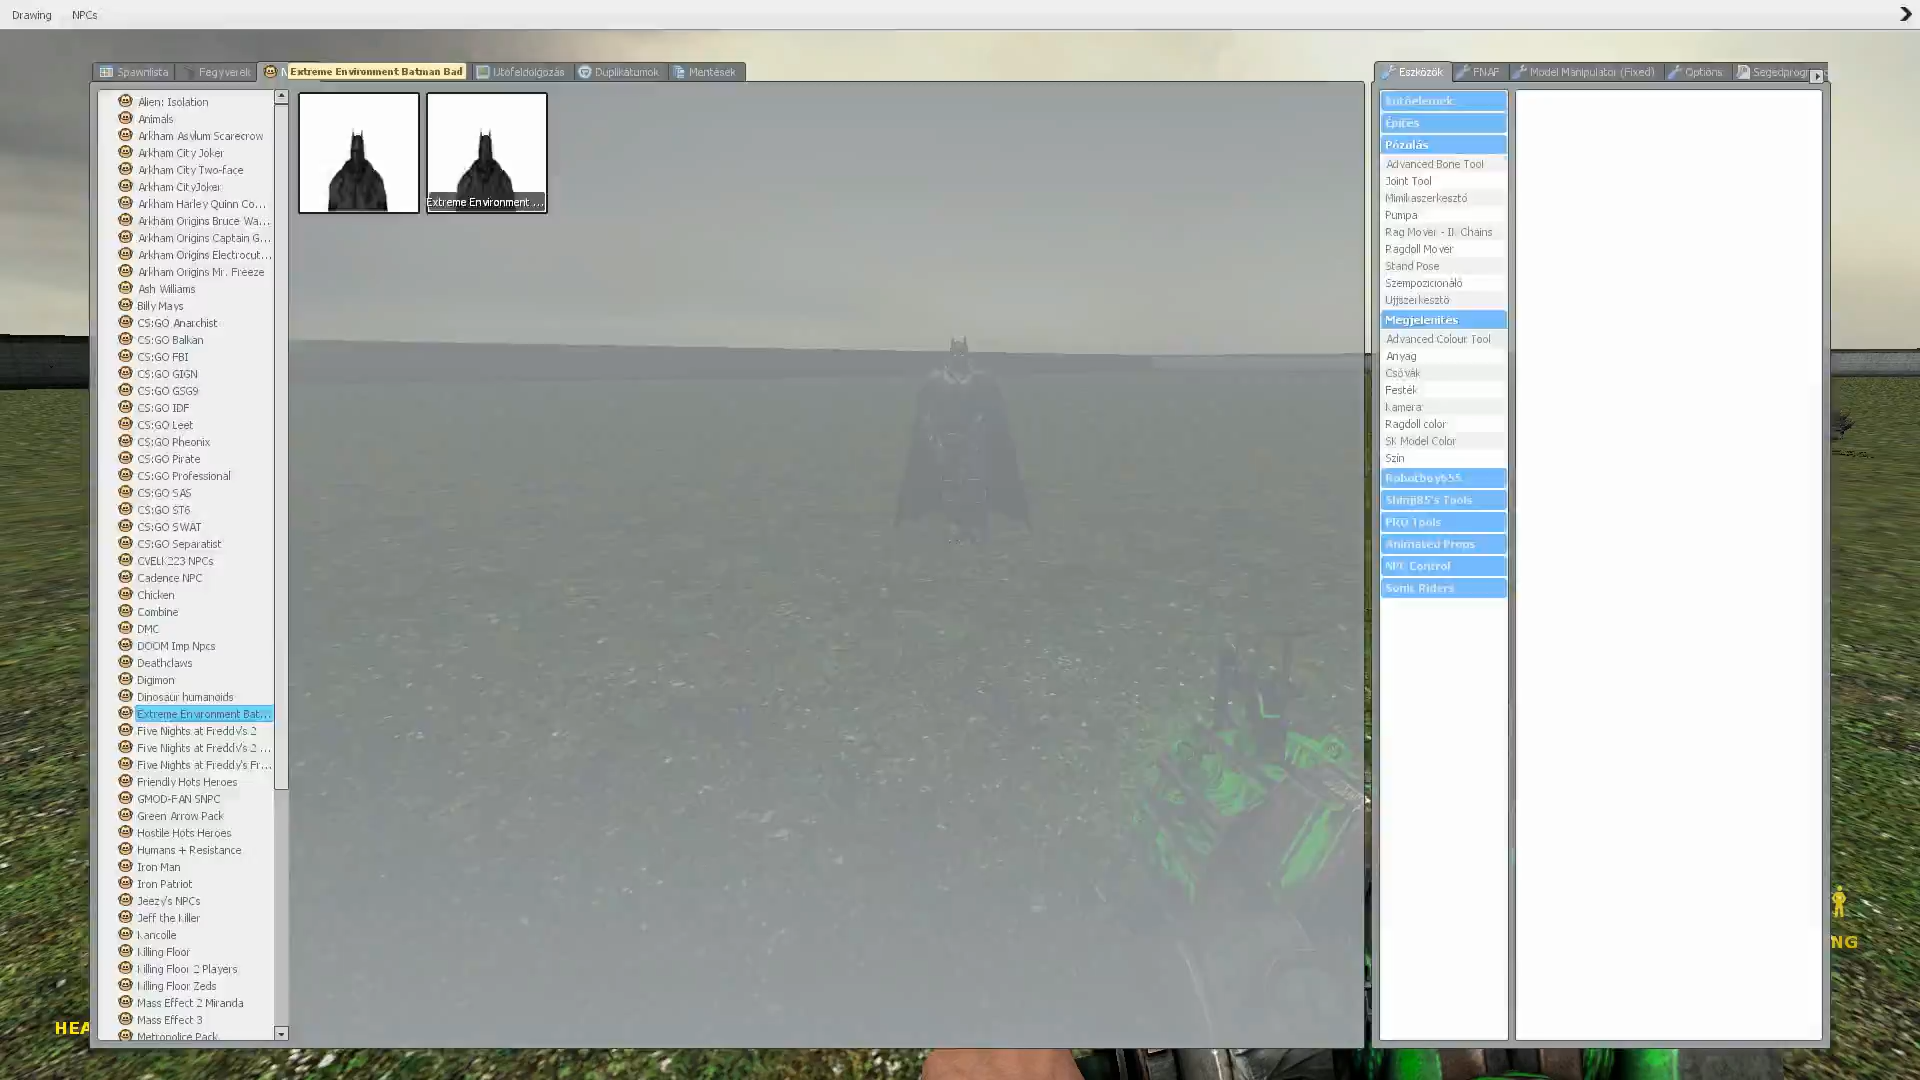 Drawing NPCs
Spawnlista Fegyverek N Extreme Environment Batman Bad Utófeldolgozás Duplikátumok Mentések
Alien: Isolation
Animals
Arkham Asylum Scarecrow
Arkham City Joker
Arkham City Two-face
Arkham CityJoker
Arkham Harley Quinn Co...
Arkham Origins Bruce Wa...
Arkham Origins Captain G...
Arkham Origins Electrocut...
Arkham Origins Mr. Freeze
Ash Williams
Billy Mays
CS:GO Anarchist
CS:GO Balkan
CS:GO FBI
CS:GO GIGN
CS:GO GSG9
CS:GO IDF
CS:GO Leet
CS:GO Pheonix
CS:GO Pirate
CS:GO Professional
CS:GO SAS
CS:GO ST6
CS:GO SWAT
CS:GO Separatist
CVELK223 NPCs
Cadence NPC
Chicken
Combine
DMC
DOOM Imp Npcs
Deathclaws
Digimon
Dinosaur humanoids
Extreme Environment Bat...
Five Nights at Freddy's 2
Five Nights at Freddy's 2 ...
Five Nights at Freddy's Fr...
Friendly Hots Heroes
GMOD-FAN SNPC
Green Arrow Pack
Hostile Hots Heroes
Humans + Resistance
Iron Man
Iron Patriot
Jeezy's NPCs
Jeff the Killer
Kancolle
Killing Floor
Killing Floor 2 Players
Killing Floor Zeds
Mass Effect 2 Miranda
Mass Effect 3
Metropolice Pack
Extreme Environment ...
Eszközök FNAF Model Manipulator (Fixed) Options Segédprog
Kötőelemek
Építés
Pózolás
Advanced Bone Tool
Joint Tool
Mimikaszerkesztő
Pumpa
Rag Mover - IK Chains
Ragdoll Mover
Stand Pose
Szempozicionáló
Ujjszerkesztő
Megjelenítés
Advanced Colour Tool
Anyag
Csóvák
Festék
Kamera
Ragdoll color
SK Model Color
Szín
Robotboy655
Shinji85's Tools
PRO Tools
Animated Props
NPC Control
Sonic Riders
HEA
NG